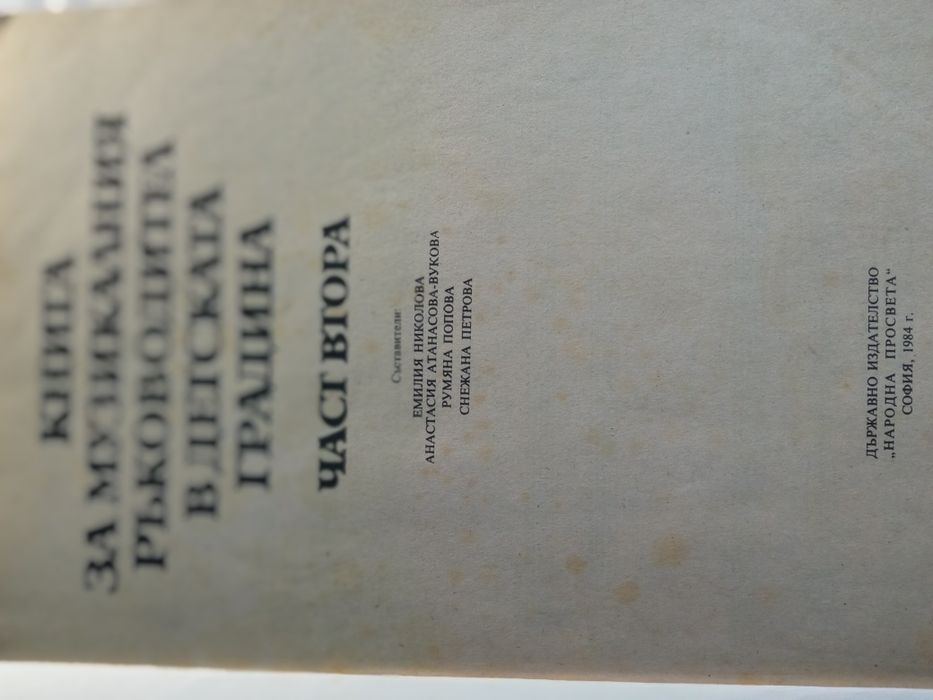 КНИГА
ЗА МУЗИКАЛНИЯ
РЪКОВОДИТЕЛ
В ДЕТСКАТА
ГРАДИНА
ЧАСТ ВТОРА
Съставители:
ЕМИЛИЯ НИКОЛОВА
АНАСТАСИЯ АТАНАСОВА-ВУКОВА
РУМЯНА ПОПОВА
СНЕЖАНА ПЕТРОВА
ДЪРЖАВНО ИЗДАТЕЛСТВО
„НАРОДНА ПРОСВЕТА“
СОФИЯ, 1984 г.